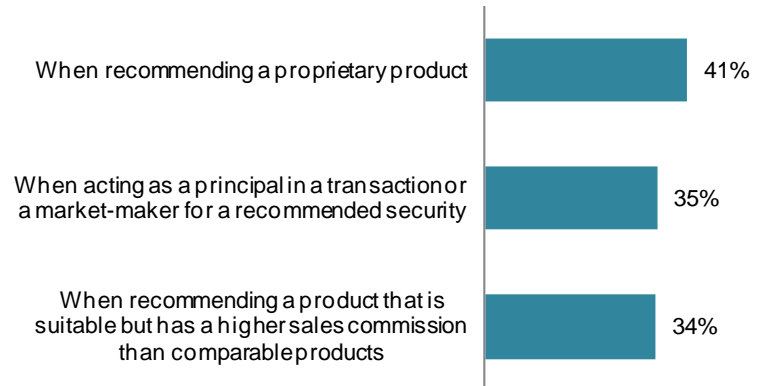 When recommending a proprietary product
41%
When acting as a principal in a transaction or
a market-maker for a recommended security
35%
When recommending a product that is
suitable but has a higher sales commission
than comparable products
34%